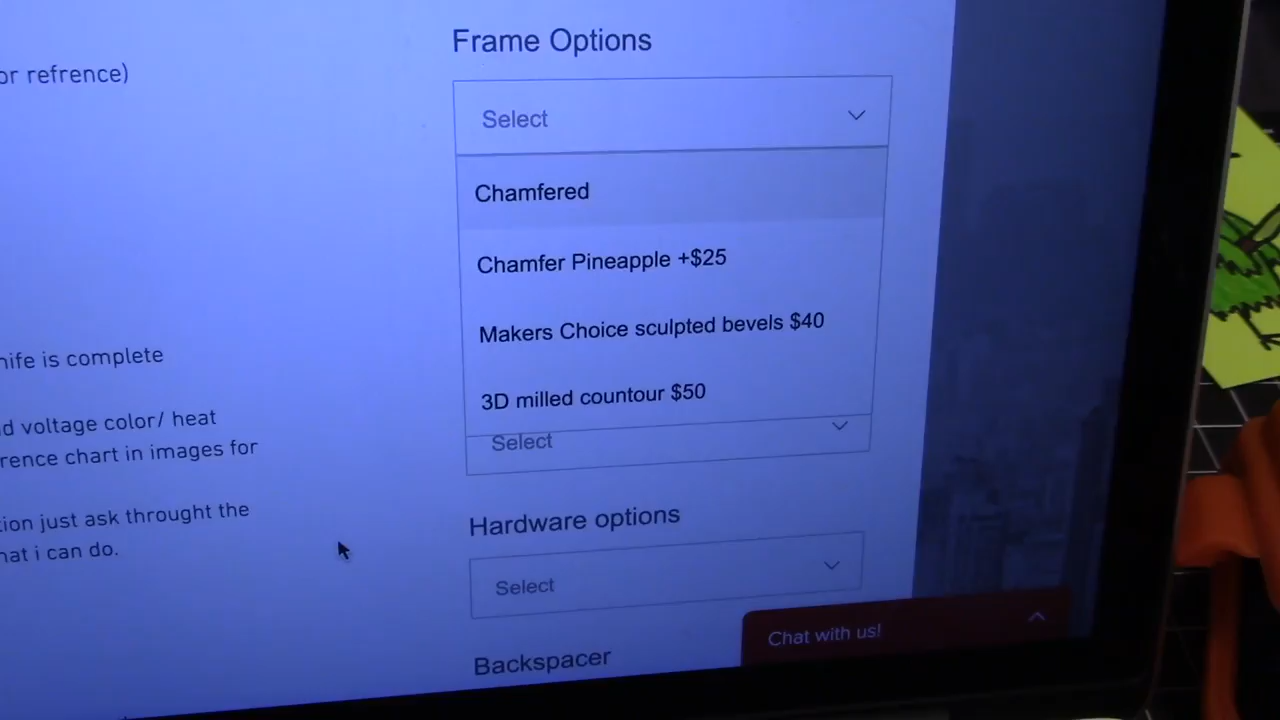 or refrence)
nife is complete
d voltage color/ heat
rence chart in images for
tion just ask throught the
hat i can do.
Frame Options
Select
Chamfered
Chamfer Pineapple +$25
Makers Choice sculpted bevels $40
3D milled countour $50
Select
Hardware options
Select
Backspacer
Chat with us!